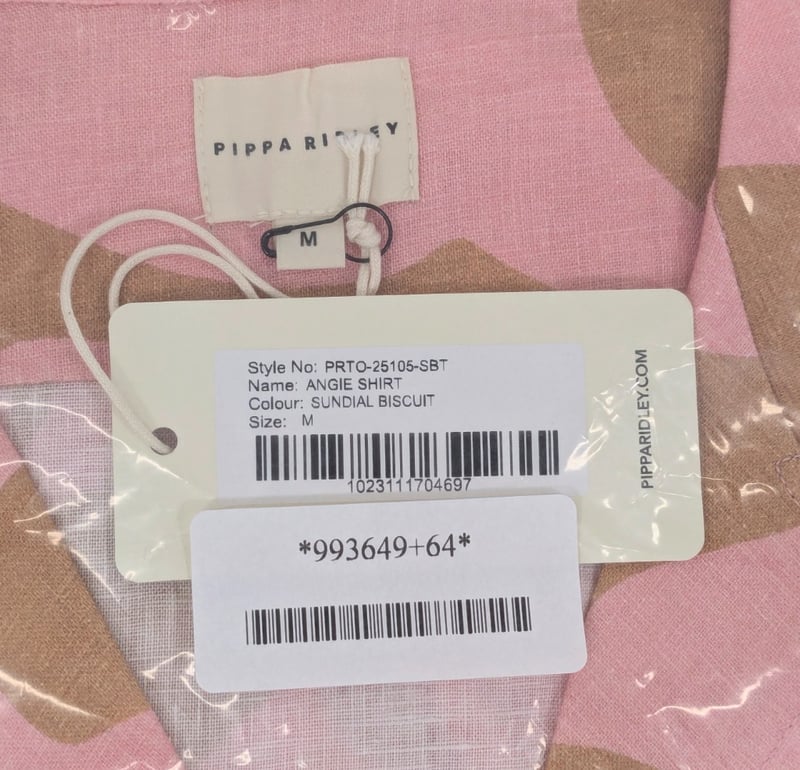 PIPPA RIDLEY
M
Style No: PRTO-25105-SBT
Name: ANGIE SHIRT
Colour: SUNDIAL BISCUIT
Size: M
1023111704697
PIPPARIDLEY.COM
*993649+64*